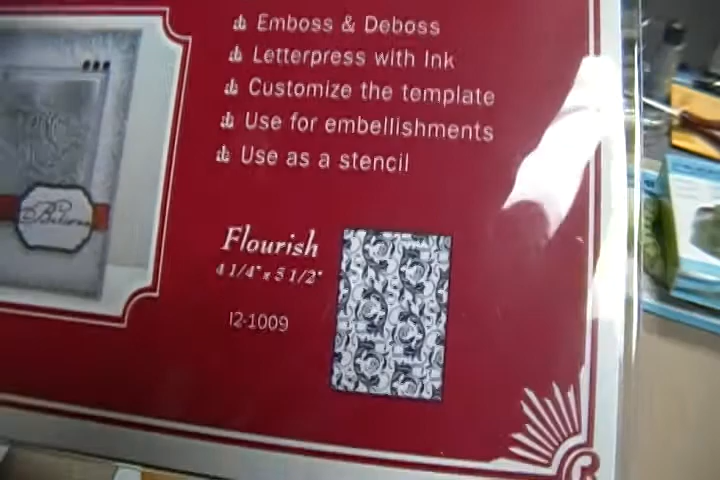 Emboss & Deboss
Letterpress with Ink
Customize the template
Use for embellishments
Use as a stencil
Flourish
4 1/4" x 5 1/2"
12-1009